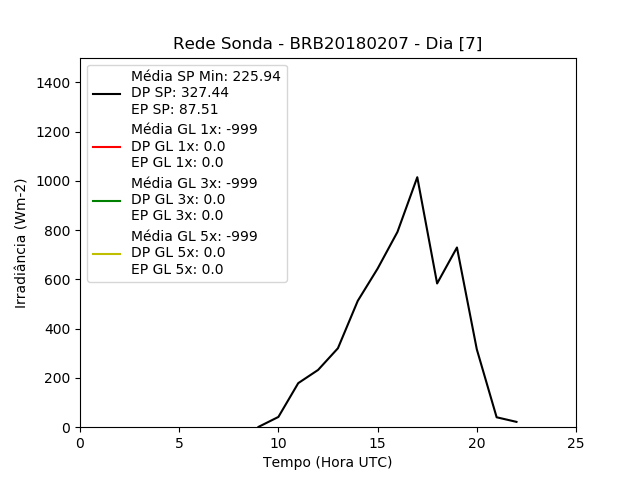 Rede Sonda - BRB20180207 - Dia [7]
Média SP Min: 225.94
DP SP: 327.44
EP SP: 87.51
Média GL 1x: -999
DP GL 1x: 0.0
EP GL 1x: 0.0
Média GL 3x: -999
DP GL 3x: 0.0
EP GL 3x: 0.0
Média GL 5x: -999
DP GL 5x: 0.0
EP GL 5x: 0.0
Irradiância (Wm-2)
1400
1200
1000
800
600
400
200
0
0 5 10 15 20 25
Tempo (Hora UTC)